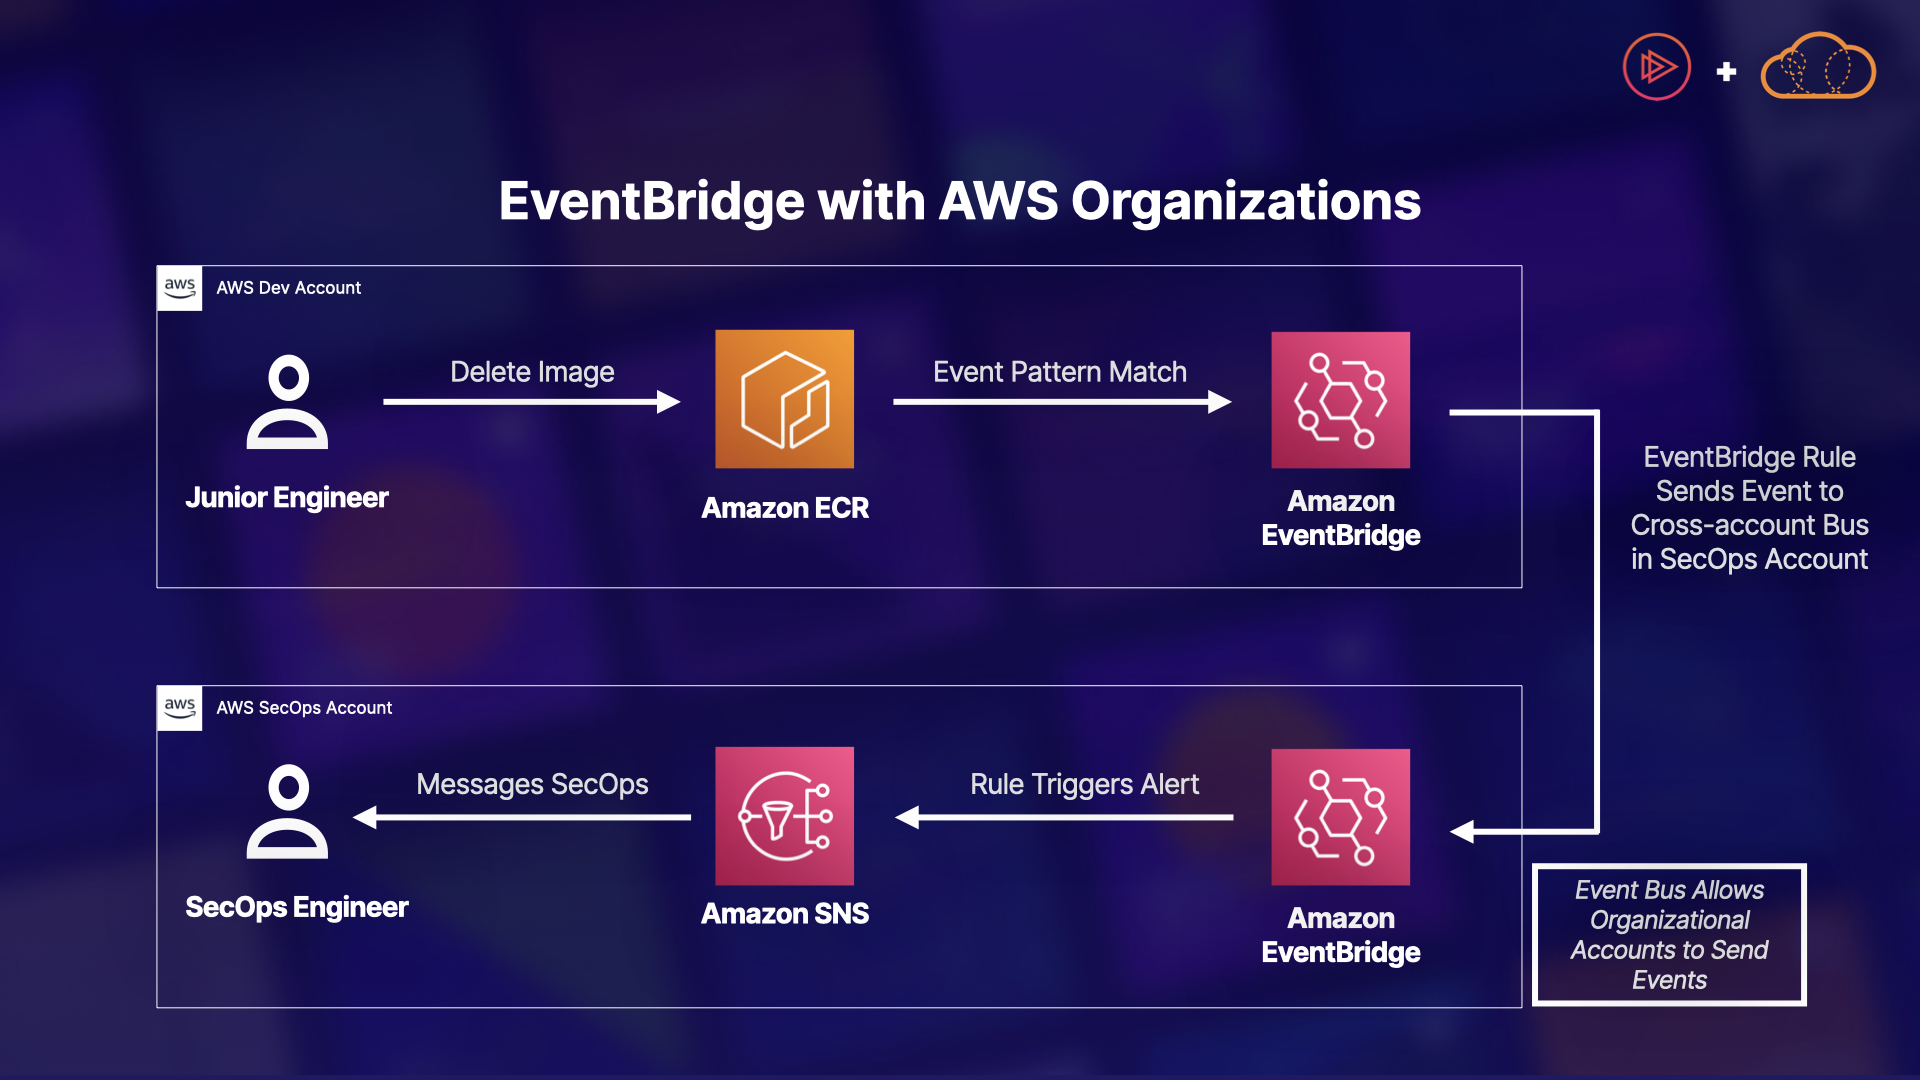 EventBridge with AWS Organizations
aws
AWS Dev Account
Delete Image
Event Pattern Match
Junior Engineer
Amazon ECR
Amazon
EventBridge
EventBridge Rule
Sends Event to
Cross-account Bus
in SecOps Account
aws
AWS SecOps Account
Messages SecOps
Rule Triggers Alert
SecOps Engineer
Amazon SNS
Amazon
EventBridge
Event Bus Allows
Organizational
Accounts to Send
Events